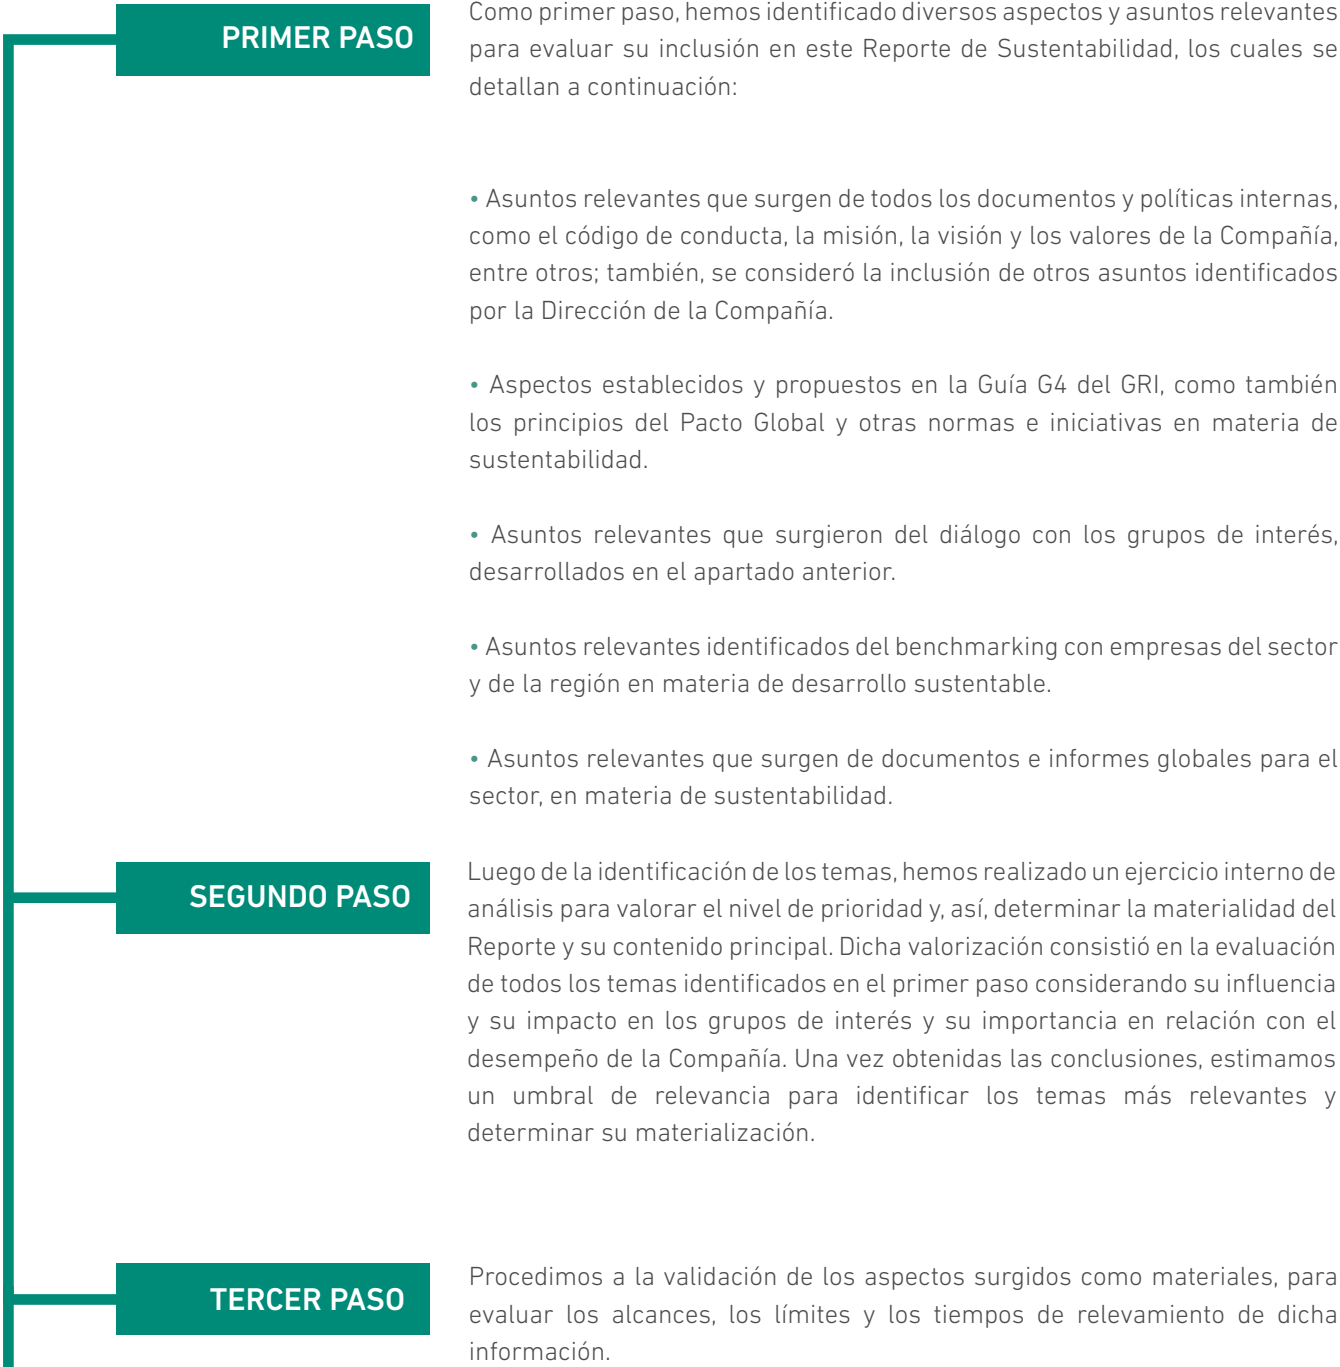 PRIMER PASO
Como primer paso, hemos identificado diversos aspectos y asuntos relevantes
para evaluar su inclusión en este Reporte de Sustentabilidad, los cuales se
detallan a continuación:
• Asuntos relevantes que surgen de todos los documentos y políticas internas,
como el código de conducta, la misión, la visión y los valores de la Compañía,
entre otros; también, se consideró la inclusión de otros asuntos identificados
por la Dirección de la Compañía.
• Aspectos establecidos y propuestos en la Guía G4 del GRI, como también
los principios del Pacto Global y otras normas e iniciativas en materia de
sustentabilidad.
• Asuntos relevantes que surgieron del diálogo con los grupos de interés,
desarrollados en el apartado anterior.
• Asuntos relevantes identificados del benchmarking con empresas del sector
y de la región en materia de desarrollo sustentable.
• Asuntos relevantes que surgen de documentos e informes globales para el
sector, en materia de sustentabilidad.
SEGUNDO PASO
Luego de la identificación de los temas, hemos realizado un ejercicio interno de
análisis para valorar el nivel de prioridad y, así, determinar la materialidad del
Reporte y su contenido principal. Dicha valorización consistió en la evaluación
de todos los temas identificados en el primer paso considerando su influencia
y su impacto en los grupos de interés y su importancia en relación con el
desempeño de la Compañía. Una vez obtenidas las conclusiones, estimamos
un umbral de relevancia para identificar los temas más relevantes y
determinar su materialización.
TERCER PASO
Procedimos a la validación de los aspectos surgidos como materiales, para
evaluar los alcances, los límites y los tiempos de relevamiento de dicha
información.